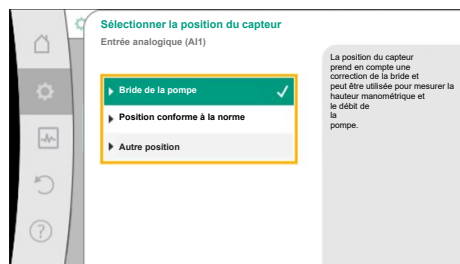 Sélectionner la position du capteur
Entrée analogique (AI1)
Bride de la pompe
Position conforme à la norme
Autre position
La position du capteur
prend en compte une
correction de la bride et
peut être utilisée pour mesurer la
hauteur manométrique et
le débit de
la
pompe.
?